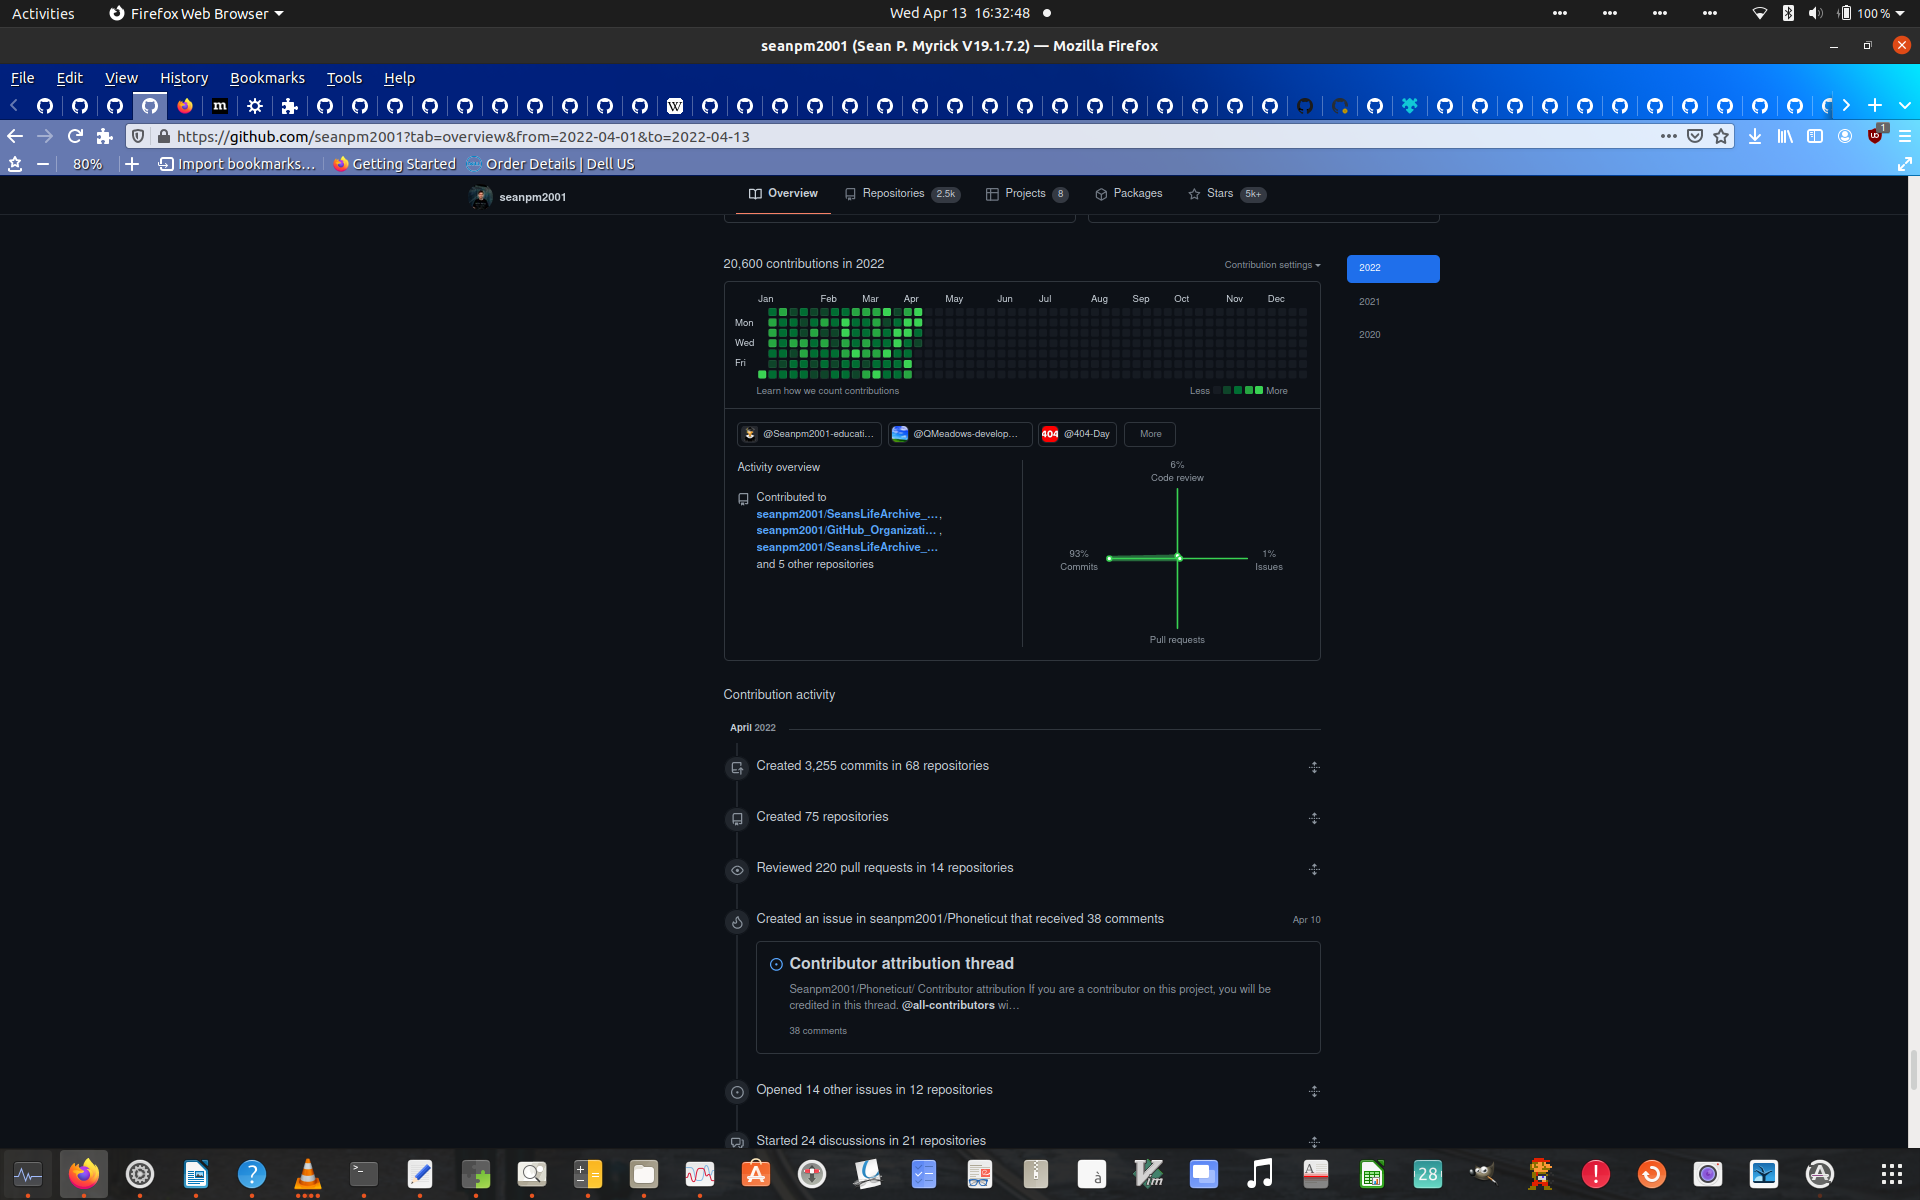 Activities
Firefox Web Browser
Wed Apr 13 16:32:48
100 %
seanpm2001 (Sean P. Myrick V19.1.7.2) — Mozilla Firefox
File Edit View History Bookmarks Tools Help
https://github.com/seanpm2001?tab=overview&from=2022-04-01&to=2022-04-13
1
80%
Import bookmarks...
Getting Started
Order Details | Dell US
seanpm2001
Overview
Repositories 2.5k
Projects 8
Packages
Stars 5k+
20,600 contributions in 2022
Contribution settings
2022
2021
2020
Jan Feb Mar Apr May Jun Jul Aug Sep Oct Nov Dec
Mon
Wed
Fri
Learn how we count contributions
Less More
@Seanpm2001-educati...
@QMeadows-develop...
404 @404-Day
More
Activity overview
Contributed to
seanpm2001/SeansLifeArchive_...,
seanpm2001/GitHub_Organizati... ,
seanpm2001/SeansLifeArchive_...
and 5 other repositories
6%
Code review
93%
Commits
1%
Issues
Pull requests
Contribution activity
April 2022
Created 3,255 commits in 68 repositories
Created 75 repositories
Reviewed 220 pull requests in 14 repositories
Created an issue in seanpm2001/Phoneticut that received 38 comments
Apr 10
Contributor attribution thread
Seanpm2001/Phoneticut/ Contributor attribution If you are a contributor on this project, you will be
credited in this thread. @all-contributors wi...
38 comments
Opened 14 other issues in 12 repositories
Started 24 discussions in 21 repositories
28